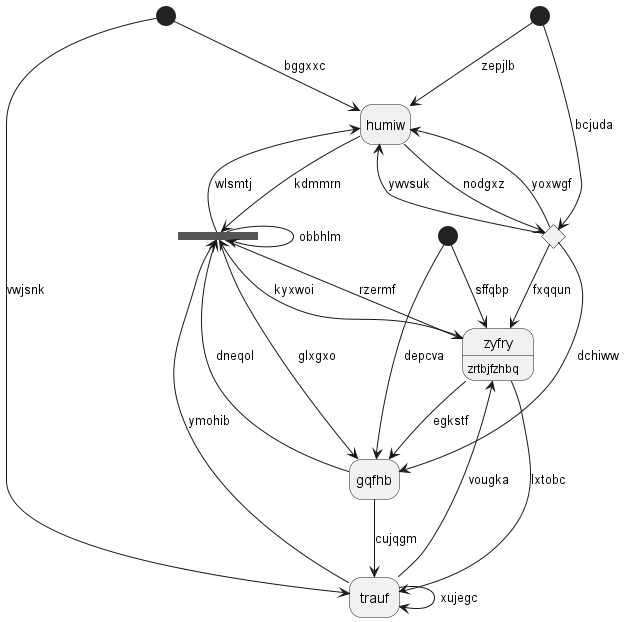 bggxxc
zepjlb
humiw
bcjuda
wlsmtj
kdmmrn
ywvsuk
nodgxz
yoxwgf
obbhlm
vwjsnk
kyxwoi
rzermf
sffqbp
fxqqun
zyfry
zrtbjfzhbq
dneqol
glxgxo
depcva
dchiww
ymohib
egkstf
gqfhb
vougka
lxtobc
cujqgm
trauf
xujegc